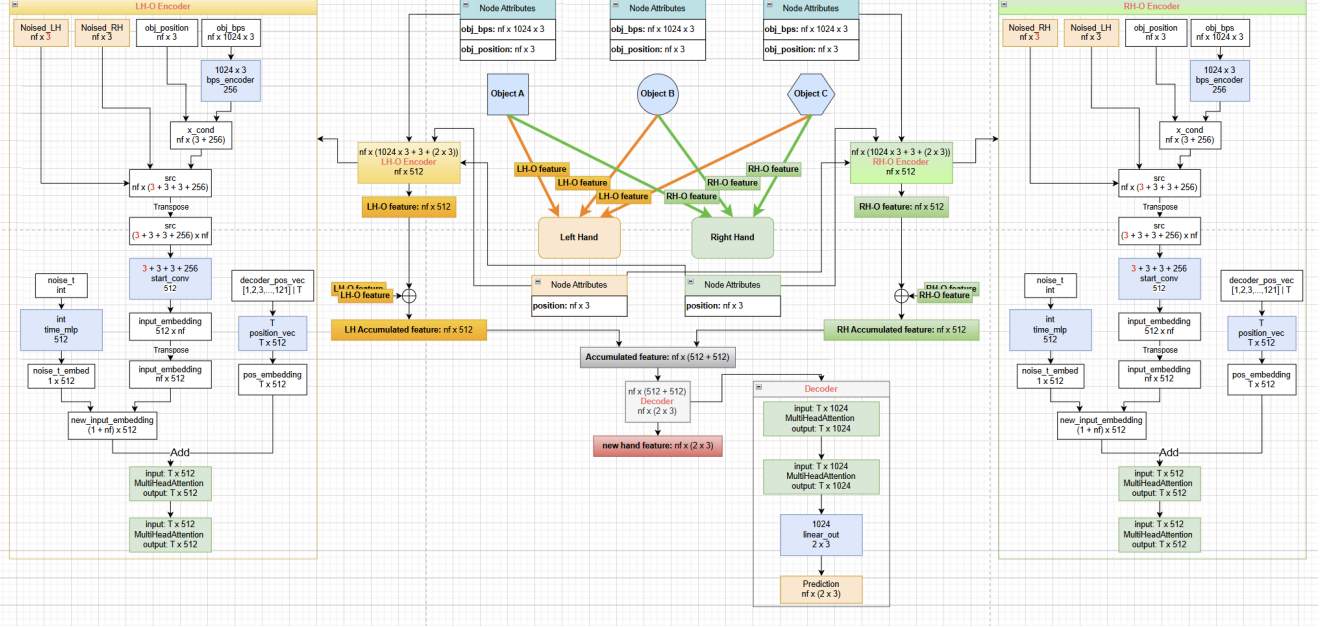 LH-O Encoder
Noised_LH
nf x 3
Noised_RH
nf x 3
obj_position
nf x 3
obj_bps
nf x 1024 x 3
1024 x 3
bps_encoder
256
x_cond
nf x (3 + 256)
src
nf x (3 + 3 + 3 + 256)
Transpose
src
(3 + 3 + 3 + 256) x nf
3 + 3 + 3 + 256
start_conv
512
input_embedding
512 x nf
Transpose
input_embedding
nf x 512
noise_t
int
int
time_mlp
512
noise_t_embed
1 x 512
decoder_pos_vec
[1,2,3,...,121] | T
T
position_vec
T x 512
pos_embedding
T x 512
new_input_embedding
(1 + nf) x 512
Add
input: T x 512
MultiHeadAttention
output: T x 512
input: T x 512
MultiHeadAttention
output: T x 512
Node Attributes
obj_bps: nf x 1024 x 3
obj_position: nf x 3
Node Attributes
obj_bps: nf x 1024 x 3
obj_position: nf x 3
Node Attributes
obj_bps: nf x 1024 x 3
obj_position: nf x 3
Object A
Object B
Object C
nf x (1024 x 3 + 3 + (2 x 3))
LH-O Encoder
nf x 512
LH-O feature: nf x 512
LH-O feature
LH-O feature
LH-O feature
RH-O feature
RH-O feature
RH-O feature
nf x (1024 x 3 + 3 + (2 x 3))
RH-O Encoder
nf x 512
RH-O feature: nf x 512
Left Hand
Right Hand
Node Attributes
position: nf x 3
Node Attributes
position: nf x 3
LH-O feature
LH-O feature
RH-O feature
RH-O feature
LH Accumulated feature: nf x 512
RH Accumulated feature: nf x 512
Accumulated feature: nf x (512 + 512)
nf x (512 + 512)
Decoder
nf x (2 x 3)
new hand feature: nf x (2 x 3)
Decoder
input: T x 1024
MultiHeadAttention
output: T x 1024
input: T x 1024
MultiHeadAttention
output: T x 1024
1024
linear_out
2 x 3
Prediction
nf x (2 x 3)
RH-O Encoder
Noised_RH
nf x 3
Noised_LH
nf x 3
obj_position
nf x 3
obj_bps
nf x 1024 x 3
1024 x 3
bps_encoder
256
x_cond
nf x (3 + 256)
src
nf x (3 + 3 + 3 + 256)
Transpose
src
(3 + 3 + 3 + 256) x nf
3 + 3 + 3 + 256
start_conv
512
input_embedding
512 x nf
Transpose
input_embedding
nf x 512
noise_t
int
int
time_mlp
512
noise_t_embed
1 x 512
decoder_pos_vec
[1,2,3,...,121] | T
T
position_vec
T x 512
pos_embedding
T x 512
new_input_embedding
(1 + nf) x 512
Add
input: T x 512
MultiHeadAttention
output: T x 512
input: T x 512
MultiHeadAttention
output: T x 512